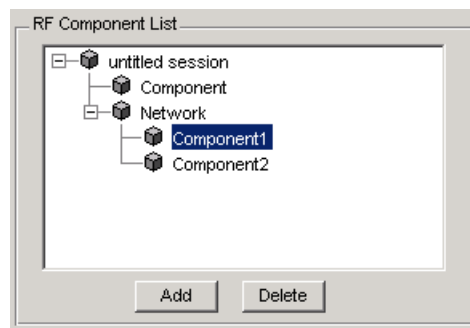 RF Component List
untitled session
Component
Network
Component1
Component2
Add Delete